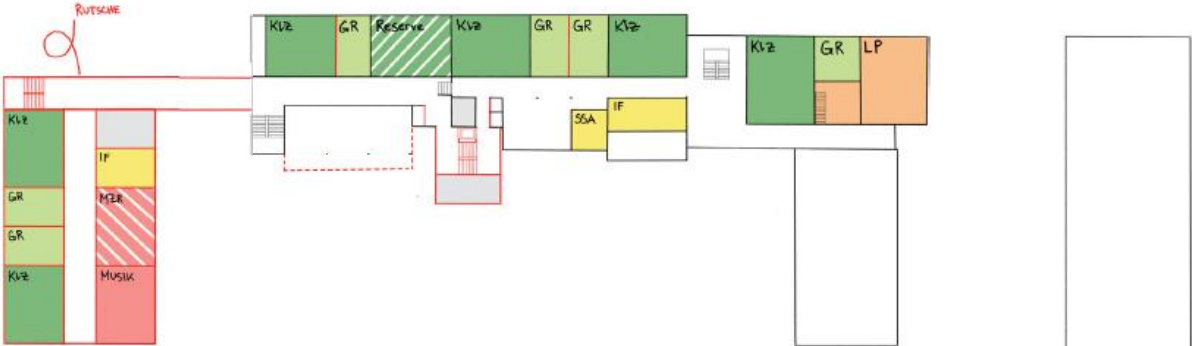 RUTSCHE
KLZ
GR
Reserve
KLZ
GR
GR
KLZ
KLZ
GR
LP
SSA
IF
KLZ
IF
GR
MZR
GR
KLZ
MUSIK